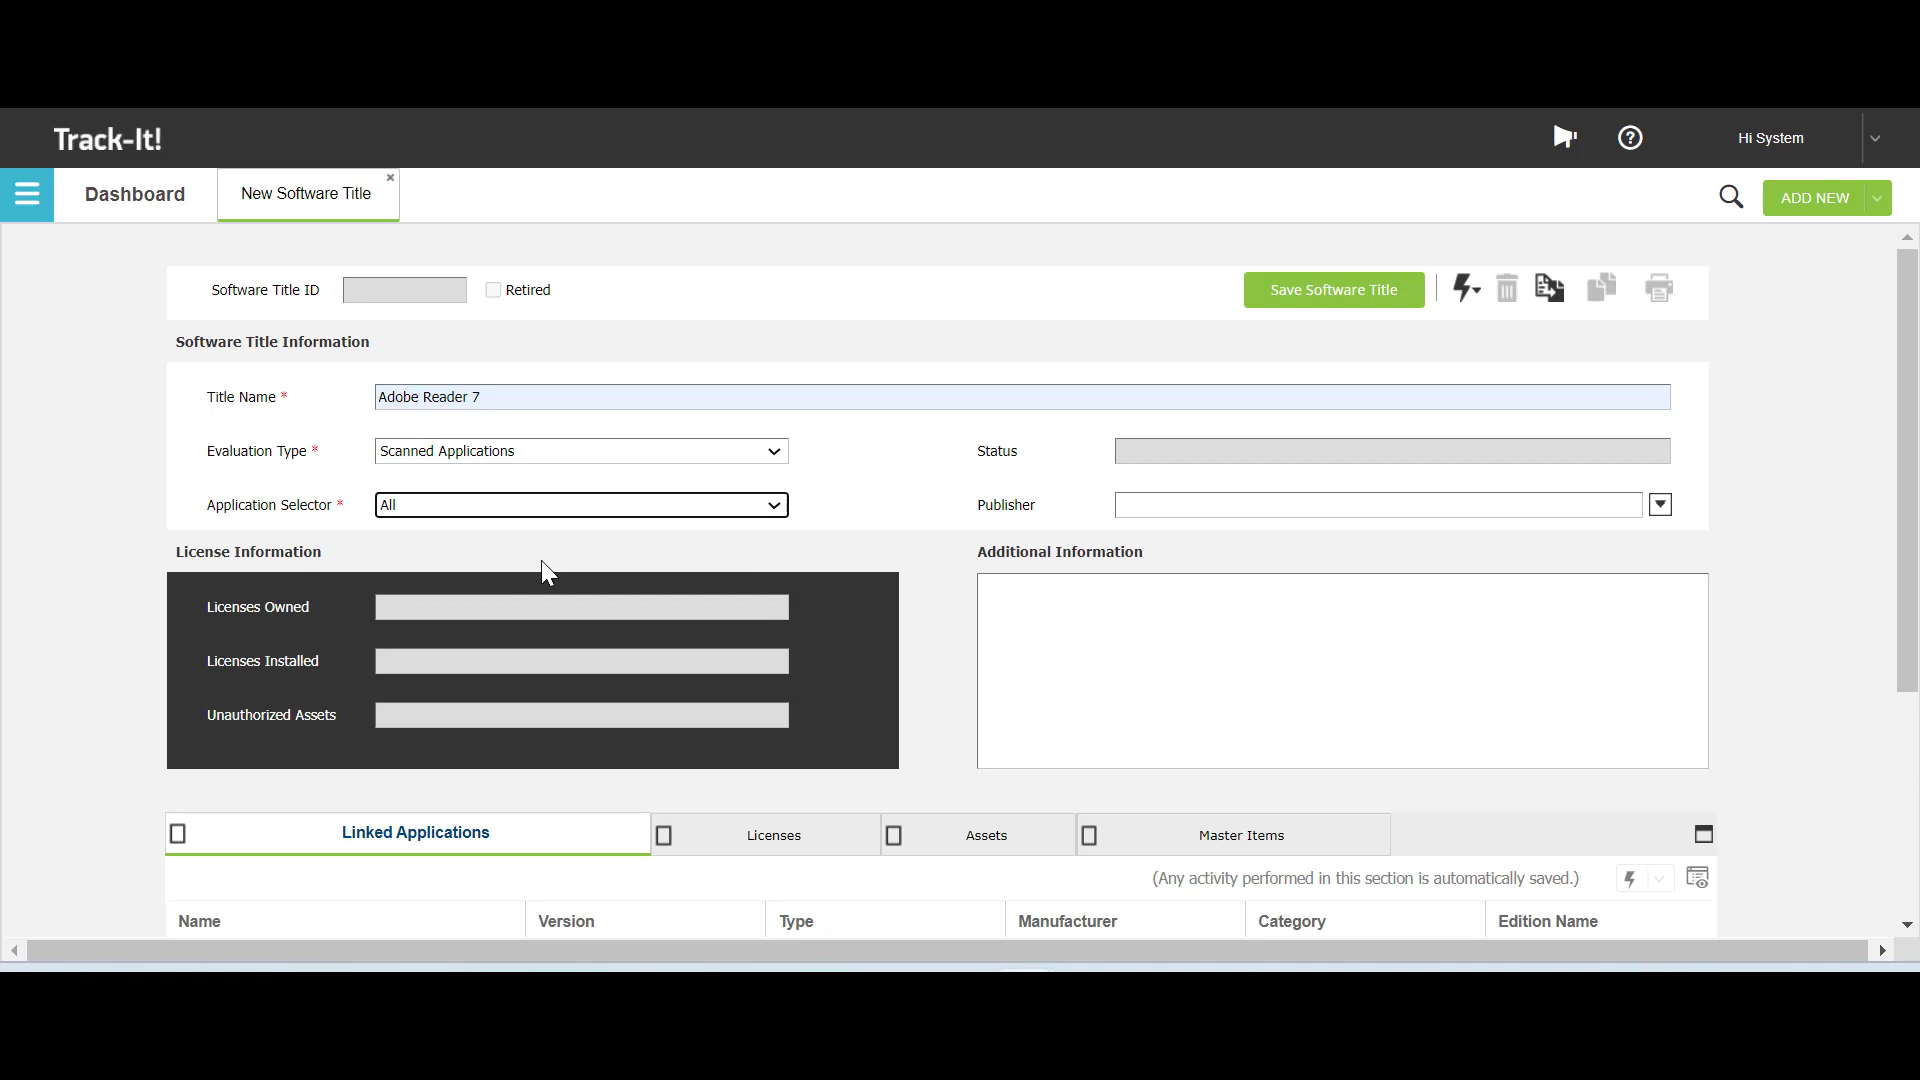 Track-It!
Hi System
Dashboard
New Software Title
ADD NEW
Software Title ID
Retired
Save Software Title
Software Title Information
Title Name *
Adobe Reader 7
Evaluation Type *
Scanned Applications
Status
Application Selector *
All
Publisher
License Information
Additional Information
Licenses Owned
Licenses Installed
Unauthorized Assets
Linked Applications
Licenses
Assets
Master Items
(Any activity performed in this section is automatically saved.)
Name
Version
Type
Manufacturer
Category
Edition Name